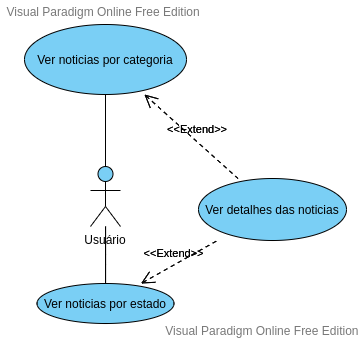 Visual Paradigm Online Free Edition
Ver noticias por categoria
<<Extend>>
Ver detalhes das noticias
Usuário
<<Extend>>
Ver noticias por estado
Visual Paradigm Online Free Edition